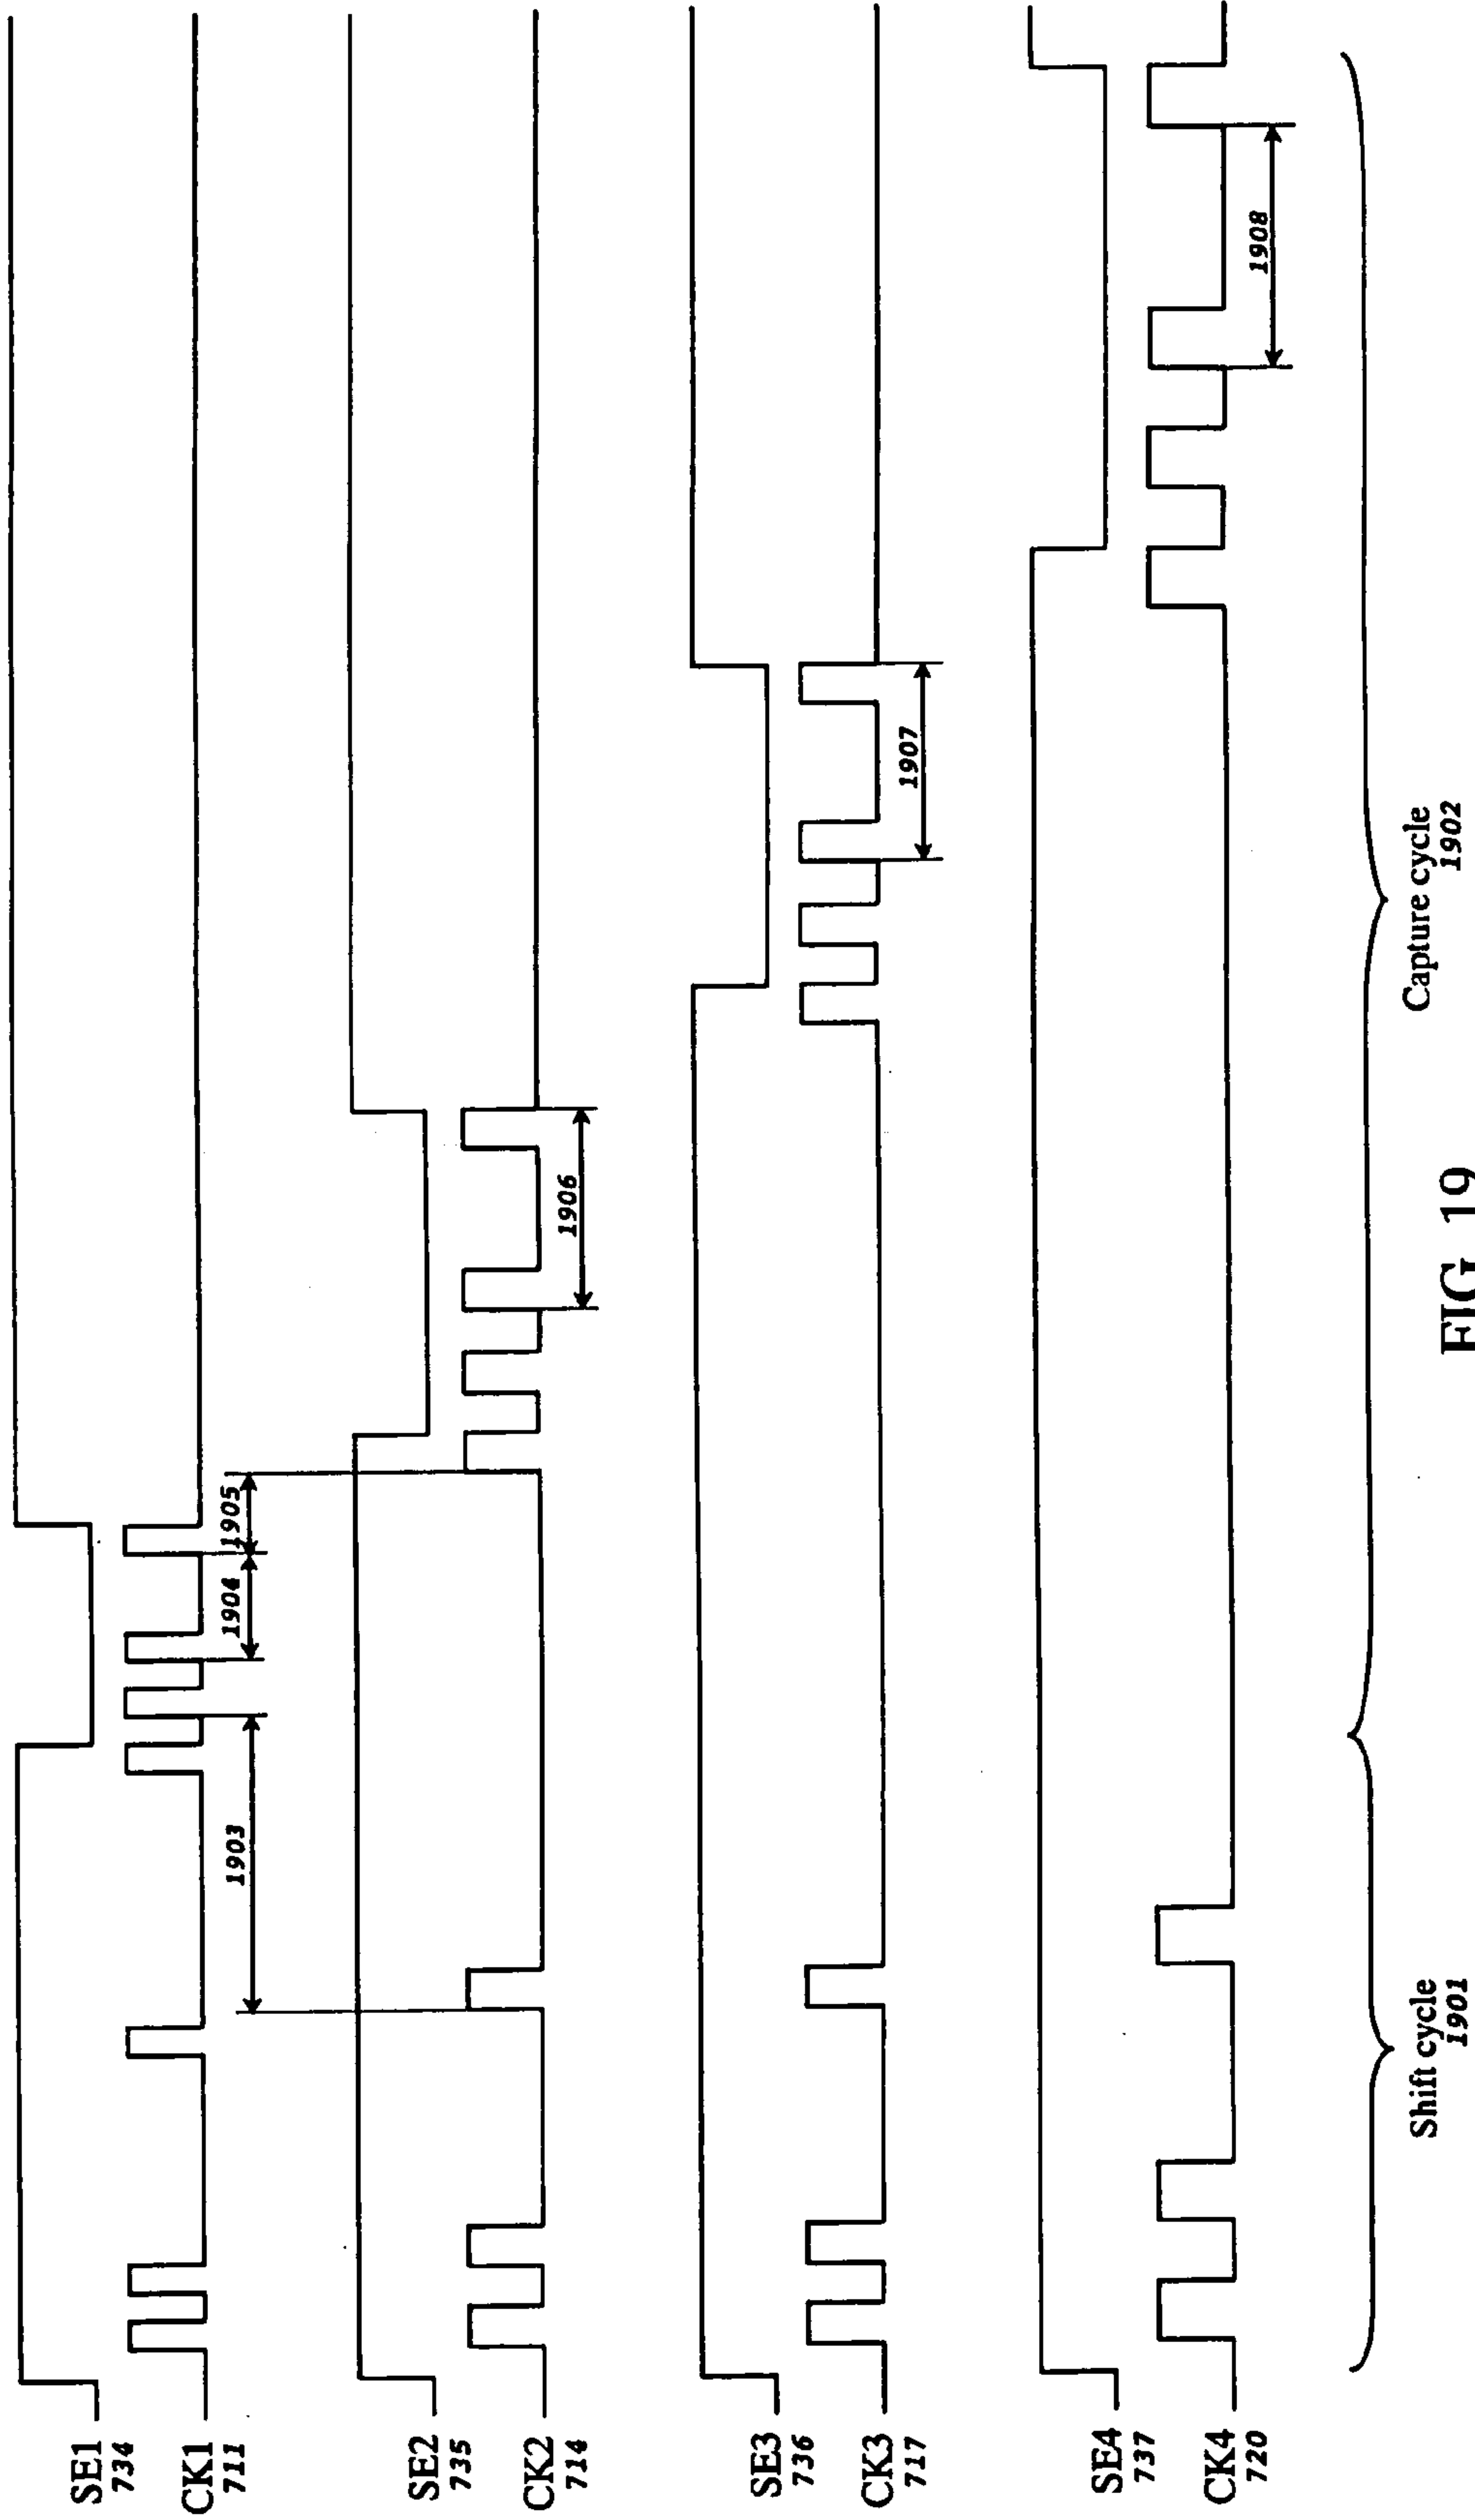 SE1
734
CK1
711
1903
1904
1905
SE2
735
CK2
714
1906
SE3
736
CK3
717
1907
SE4
737
CK4
720
1908
Shift cycle
1901
Capture cycle
1902
FIG. 19